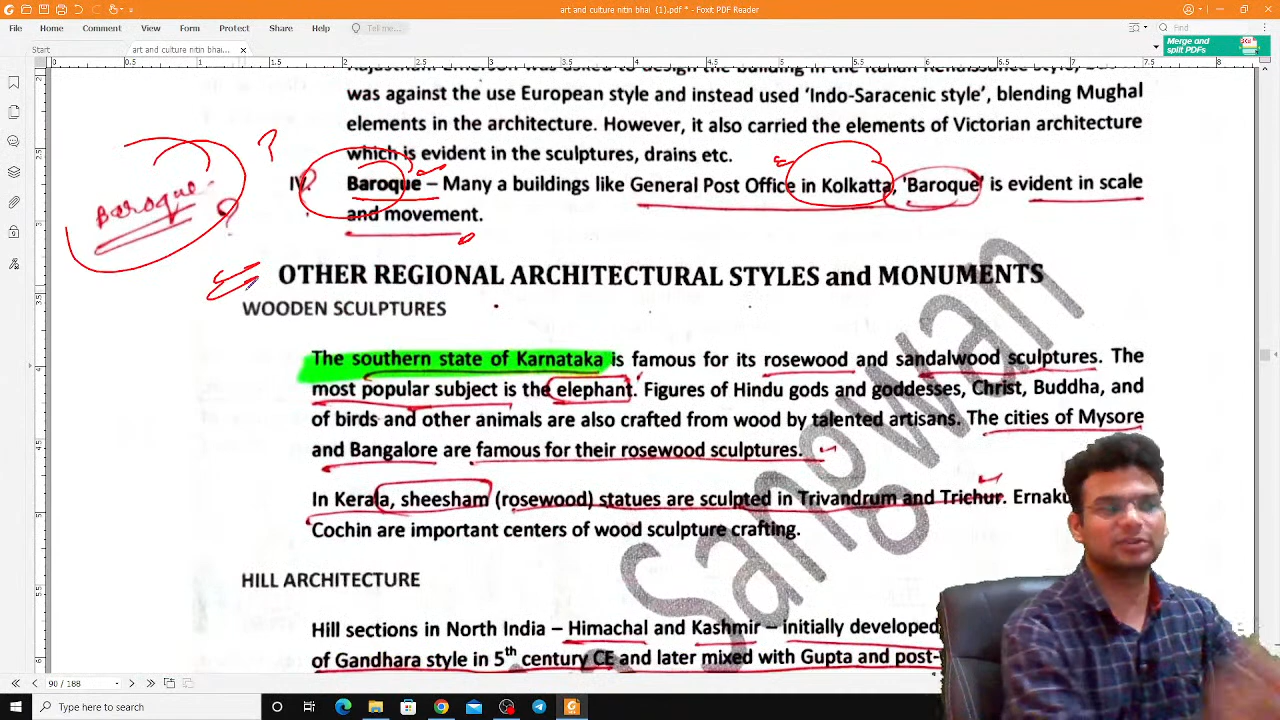 art and culture nitin bhai (1).pdf * - Foxit PDF Reader
File Home Comment View Form Protect Share Help Tell me... Find
Merge and split PDFs
Start art and culture nitin bhai (1).pdf...
was against the use European style and instead used 'Indo-Saracenic style', blending Mughal
elements in the architecture. However, it also carried the elements of Victorian architecture
which is evident in the sculptures, drains etc.
Baroque ?
IV. Baroque – Many a buildings like General Post Office in Kolkatta, 'Baroque' is evident in scale
and movement.
OTHER REGIONAL ARCHITECTURAL STYLES and MONUMENTS
WOODEN SCULPTURES
The southern state of Karnataka is famous for its rosewood and sandalwood sculptures. The
most popular subject is the elephant. Figures of Hindu gods and goddesses, Christ, Buddha, and
of birds and other animals are also crafted from wood by talented artisans. The cities of Mysore
and Bangalore are famous for their rosewood sculptures.
In Kerala, sheesham (rosewood) statues are sculpted in Trivandrum and Trichur.
Cochin are important centers of wood sculpture crafting.
HILL ARCHITECTURE
Hill sections in North India – Himachal and Kashmir – initially developed
of Gandhara style in 5th century CE and later mixed with Gupta and post-
Sangwan
90 / 168
Type here to search